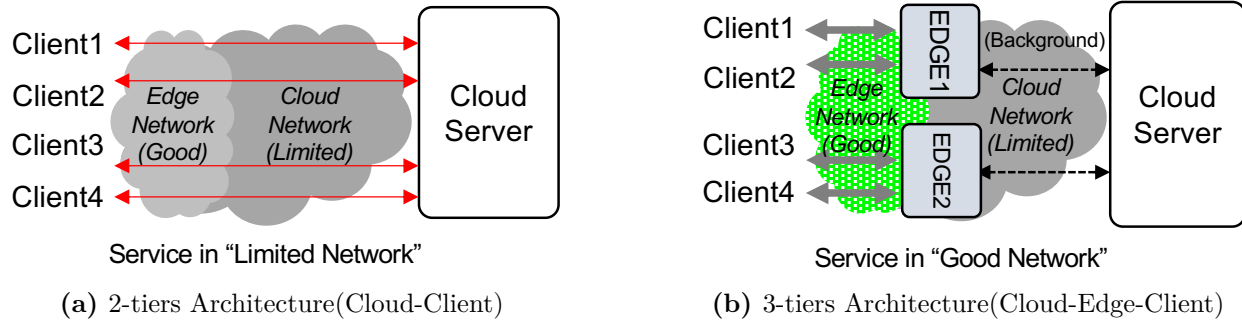 Client1
Client2
Client3
Client4
Edge
Network
(Good)
Cloud
Network
(Limited)
Cloud
Server
Service in “Limited Network”
(a) 2-tiers Architecture(Cloud-Client)
Client1
Client2
Client3
Client4
Edge
Network
(Good)
EDGE1
EDGE2
(Background)
Cloud
Network
(Limited)
Cloud
Server
Service in “Good Network”
(b) 3-tiers Architecture(Cloud-Edge-Client)